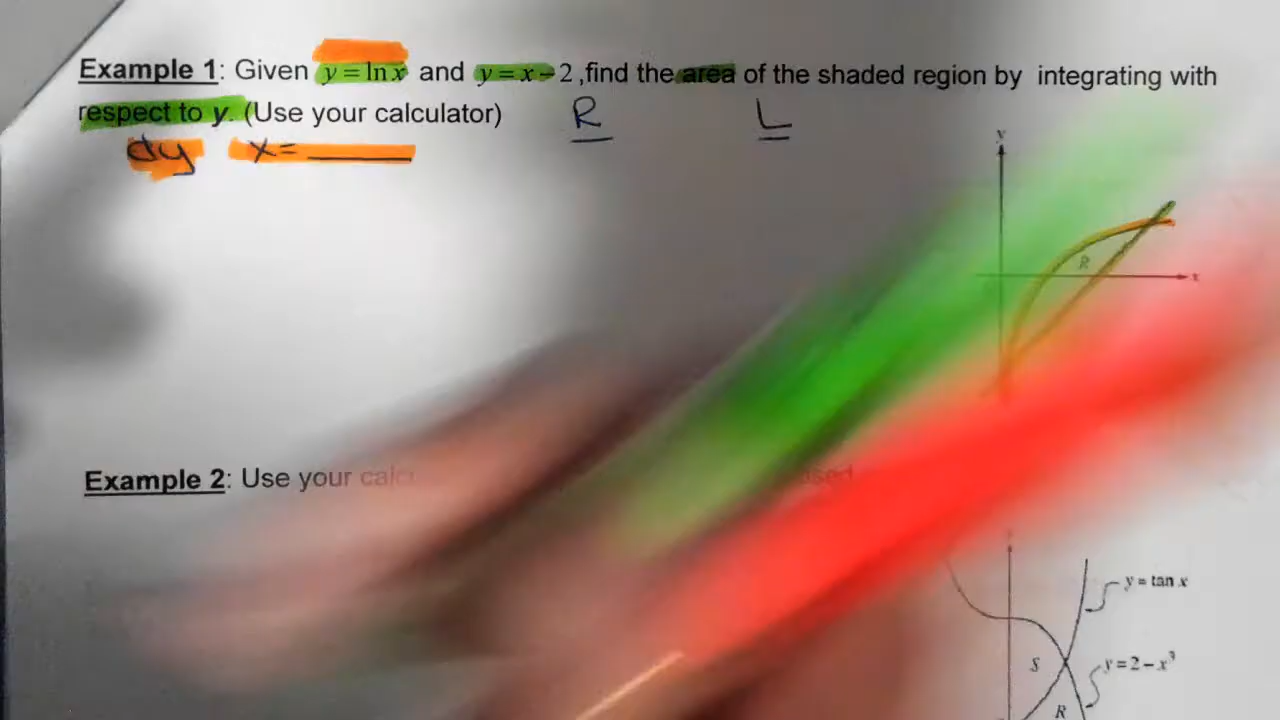 Example 1: Given y = ln x and y = x – 2 ,find the area of the shaded region by integrating with
respect to y. (Use your calculator) R L
dy x = ____
y
R
x
Example 2: Use your calc
y = tan x
S
y = 2 – x³
R